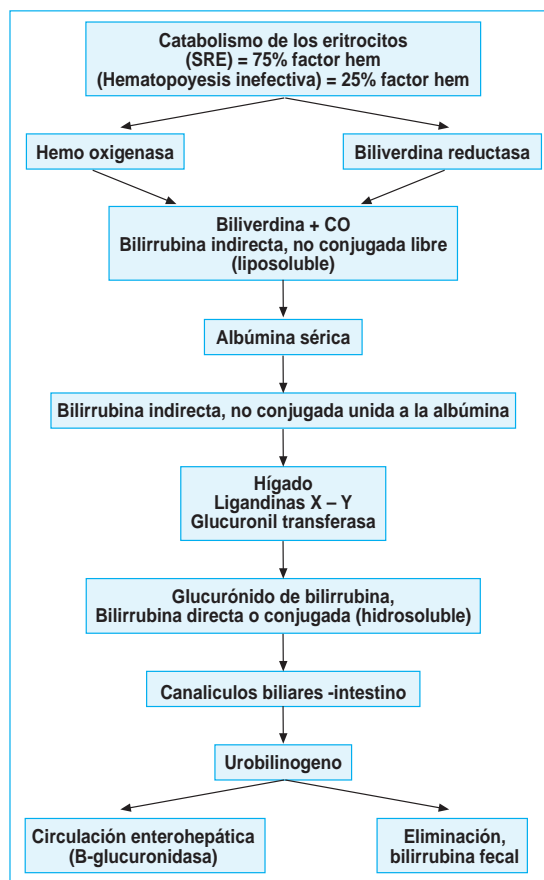 Catabolismo de los eritrocitos
(SRE) = 75% factor hem
(Hematopoyesis inefectiva) = 25% factor hem
Hemo oxigenasa
Biliverdina reductasa
Biliverdina + CO
Bilirrubina indirecta, no conjugada libre
(liposoluble)
Albúmina sérica
Bilirrubina indirecta, no conjugada unida a la albúmina
Hígado
Ligandinas X – Y
Glucuronil transferasa
Glucurónido de bilirrubina,
Bilirrubina directa o conjugada (hidrosoluble)
Canaliculos biliares -intestino
Urobilinogeno
Circulación enterohepática
(B-glucuronidasa)
Eliminación,
bilirrubina fecal